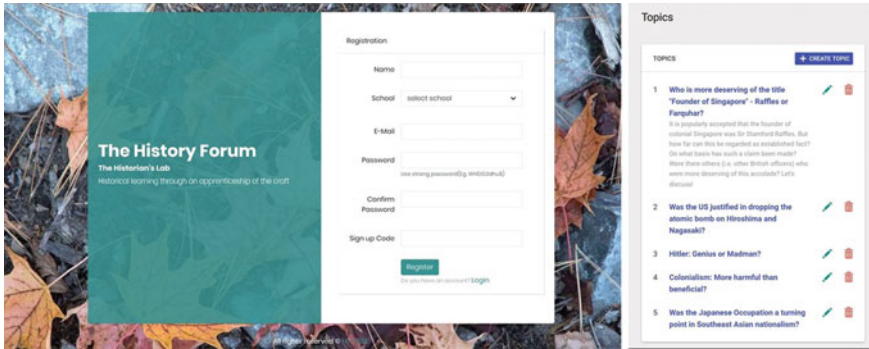 The History Forum
The Historian's Lab
Historical learning through an apprenticeship of the craft
Registration
Name
School select school
E-Mail
Password
Use strong password(Eg.
Confirm
Password
Sign up Code
Register
Do you have an account? Login
All rights reserved ©
Topics
TOPICS + CREATE TOPIC
1 Who is more deserving of the title
"Founder of Singapore" - Raffles or
Farquhar?
It is popularly accepted that the founder of
colonial Singapore was Sir Stamford Raffles. But
how far can this be regarded as established fact?
On what basis has such a claim been made?
Were there others (i.e. other British officers) who
were more deserving of this accolade? Let's
discuss!
2 Was the US justified in dropping the
atomic bomb on Hiroshima and
Nagasaki?
3 Hitler: Genius or Madman?
4 Colonialism: More harmful than
beneficial?
5 Was the Japanese Occupation a turning
point in Southeast Asian nationalism?